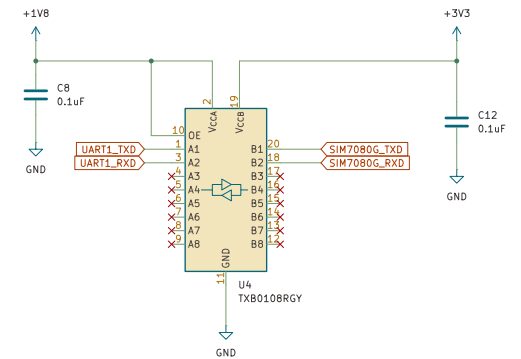 +1V8
+3V3
C8
0.1uF
C12
0.1uF
GND
GND
2
19
VCCA
VCCB
10
OE
UART1_TXD
1
A1
B1
20
SIM7080G_TXD
UART1_RXD
3
A2
B2
18
SIM7080G_RXD
4
A3
B3
17
5
A4
B4
16
6
A5
B5
15
7
A6
B6
14
8
A7
B7
13
9
A8
B8
12
GND
11
U4
TXB0108RGY
GND